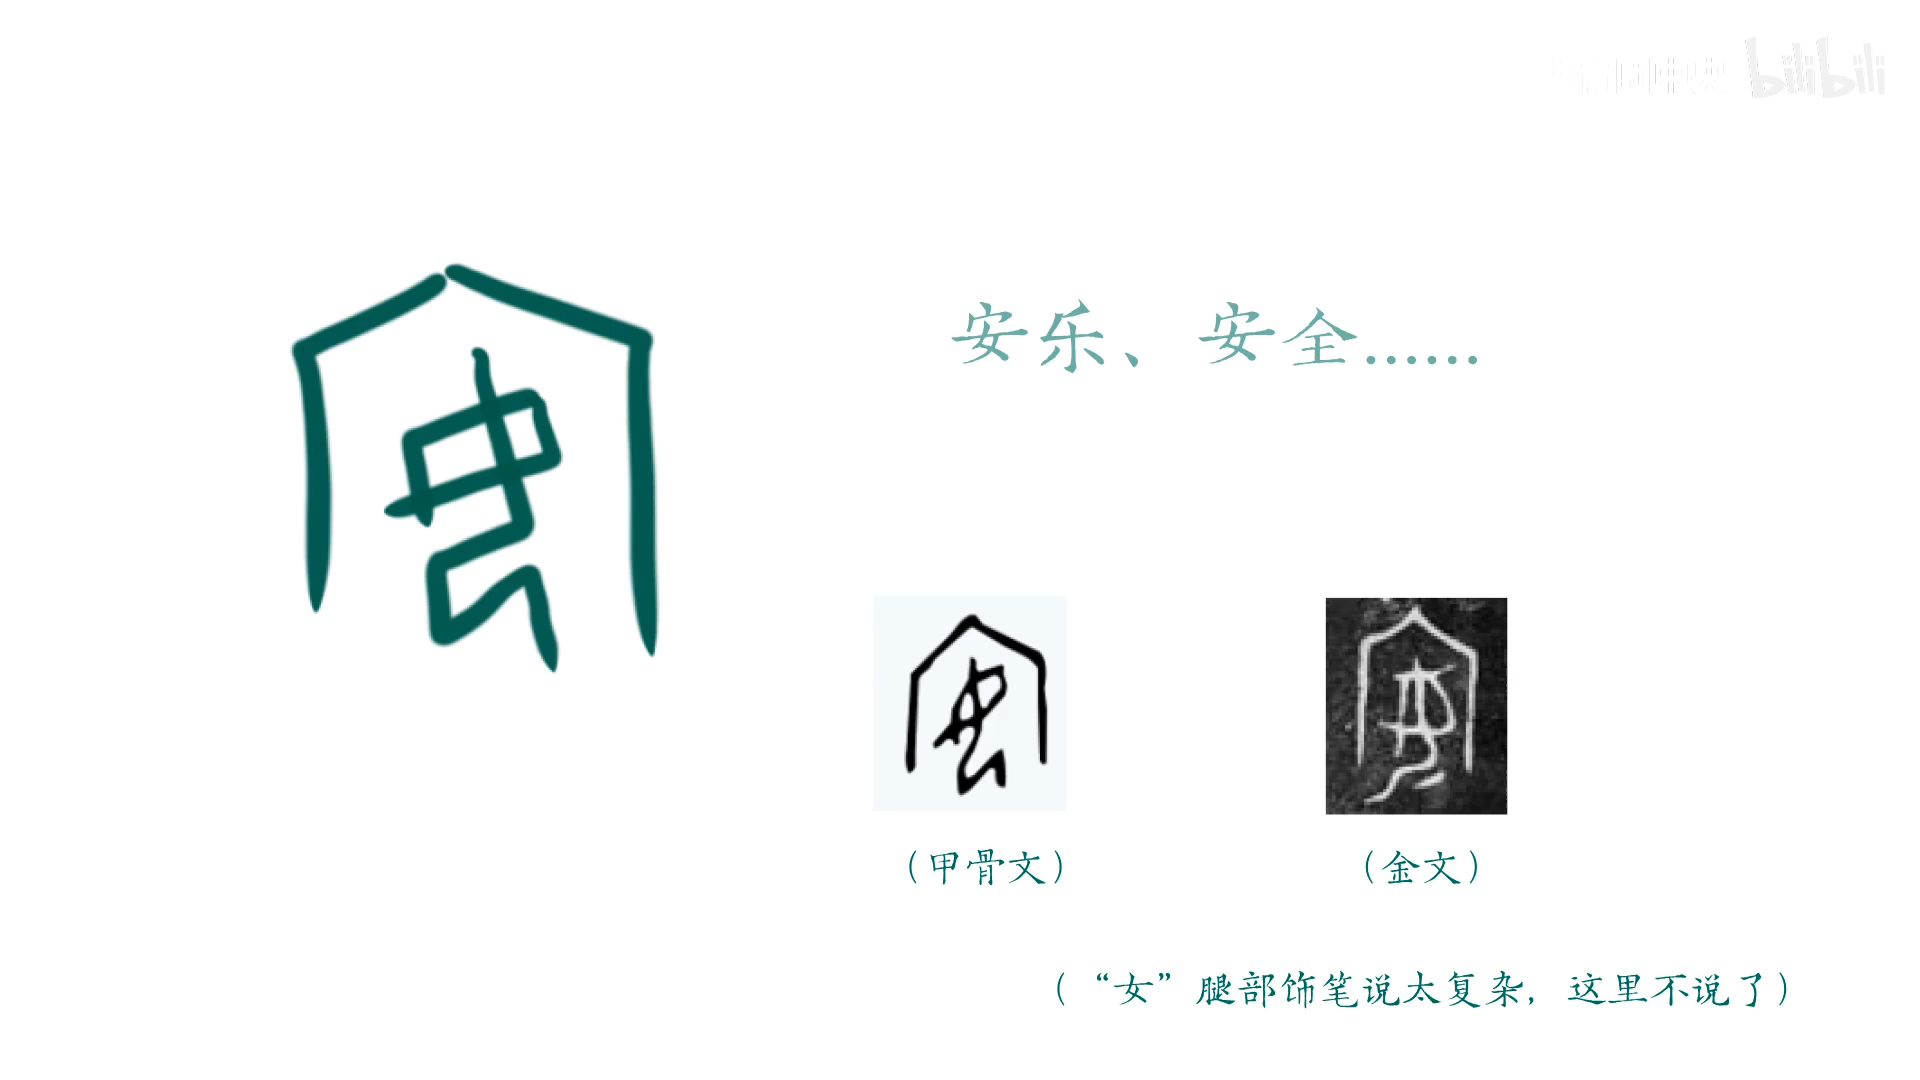 bilibili
安乐、安全……
（甲骨文）
（金文）
（“女”腿部饰笔说太复杂，这里不说了）